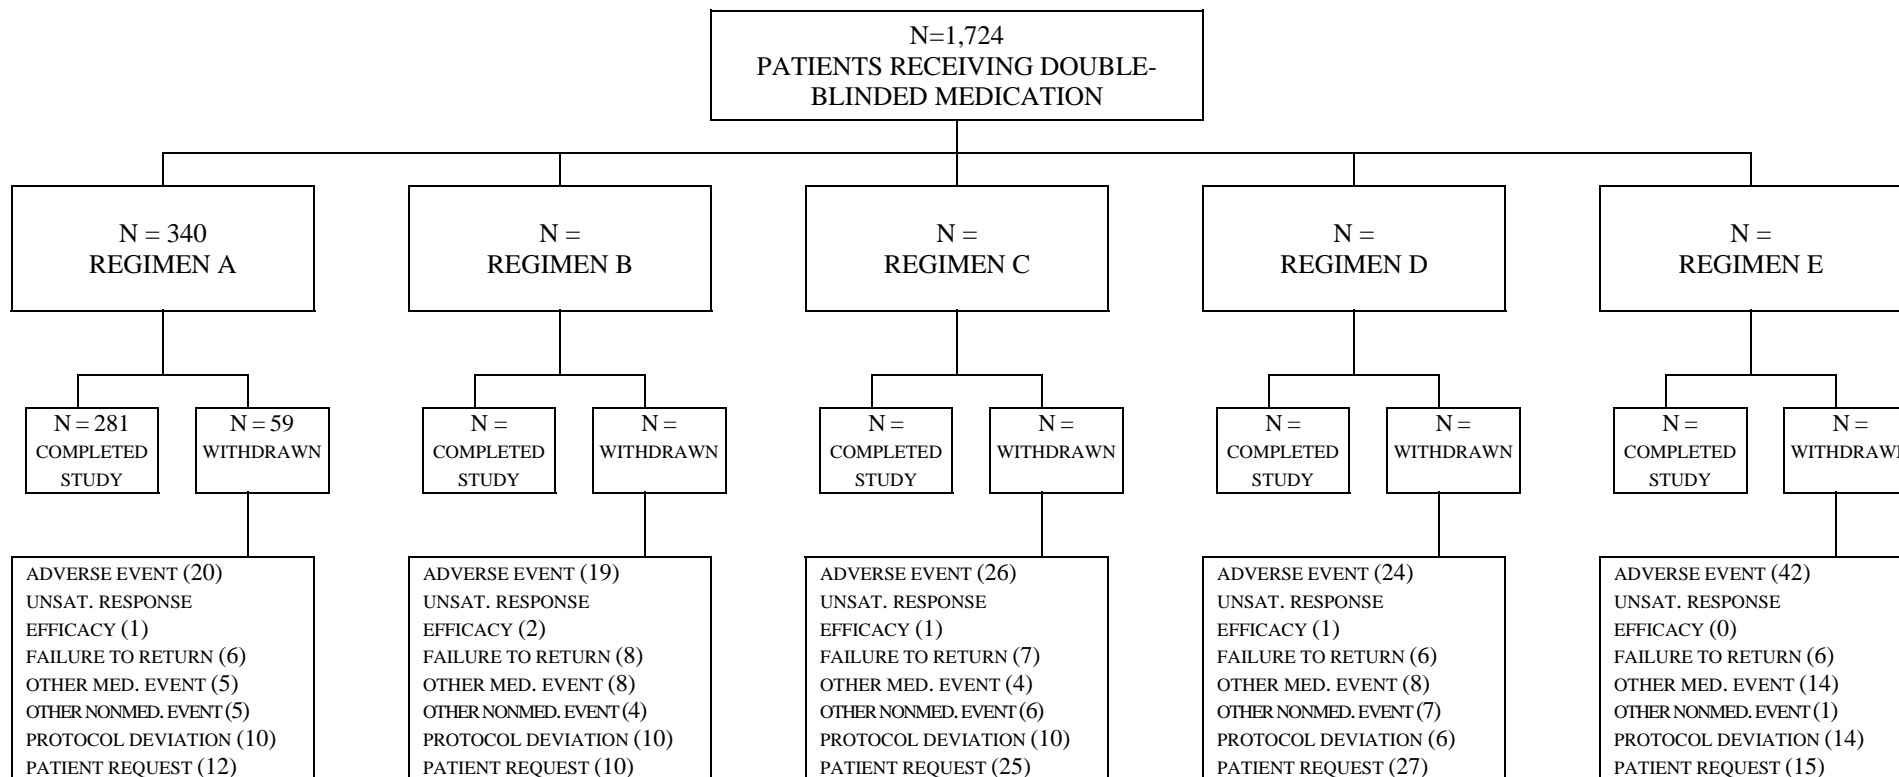 N=1,724
PATIENTS RECEIVING DOUBLE-
BLINDED MEDICATION
N = 340
REGIMEN A
N =
REGIMEN B
N =
REGIMEN C
N =
REGIMEN D
N =
REGIMEN E
N = 281
COMPLETED
STUDY
N = 59
WITHDRAWN
N =
COMPLETED
STUDY
N =
WITHDRAWN
N =
COMPLETED
STUDY
N =
WITHDRAWN
N =
COMPLETED
STUDY
N =
WITHDRAWN
N =
COMPLETED
STUDY
N =
WITHDRAWN
ADVERSE EVENT (20)
UNSAT. RESPONSE
EFFICACY (1)
FAILURE TO RETURN (6)
OTHER MED. EVENT (5)
OTHER NONMED. EVENT (5)
PROTOCOL DEVIATION (10)
PATIENT REQUEST (12)
ADVERSE EVENT (19)
UNSAT. RESPONSE
EFFICACY (2)
FAILURE TO RETURN (8)
OTHER MED. EVENT (8)
OTHER NONMED. EVENT (4)
PROTOCOL DEVIATION (10)
PATIENT REQUEST (10)
ADVERSE EVENT (26)
UNSAT. RESPONSE
EFFICACY (1)
FAILURE TO RETURN (7)
OTHER MED. EVENT (4)
OTHER NONMED. EVENT (6)
PROTOCOL DEVIATION (10)
PATIENT REQUEST (25)
ADVERSE EVENT (24)
UNSAT. RESPONSE
EFFICACY (1)
FAILURE TO RETURN (6)
OTHER MED. EVENT (8)
OTHER NONMED. EVENT (7)
PROTOCOL DEVIATION (6)
PATIENT REQUEST (27)
ADVERSE EVENT (42)
UNSAT. RESPONSE
EFFICACY (0)
FAILURE TO RETURN (6)
OTHER MED. EVENT (14)
OTHER NONMED. EVENT (1)
PROTOCOL DEVIATION (14)
PATIENT REQUEST (15)